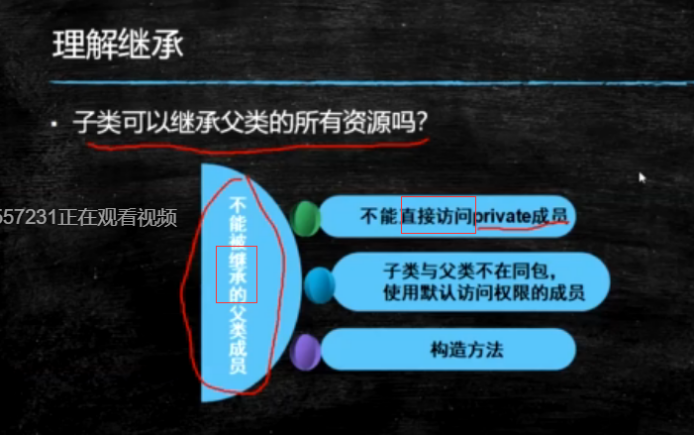 理解继承
子类可以继承父类的所有资源吗?
557231正在观看视频
不能被继承的父类成员
不能直接访问private成员
子类与父类不在同包，
使用默认访问权限的成员
构造方法